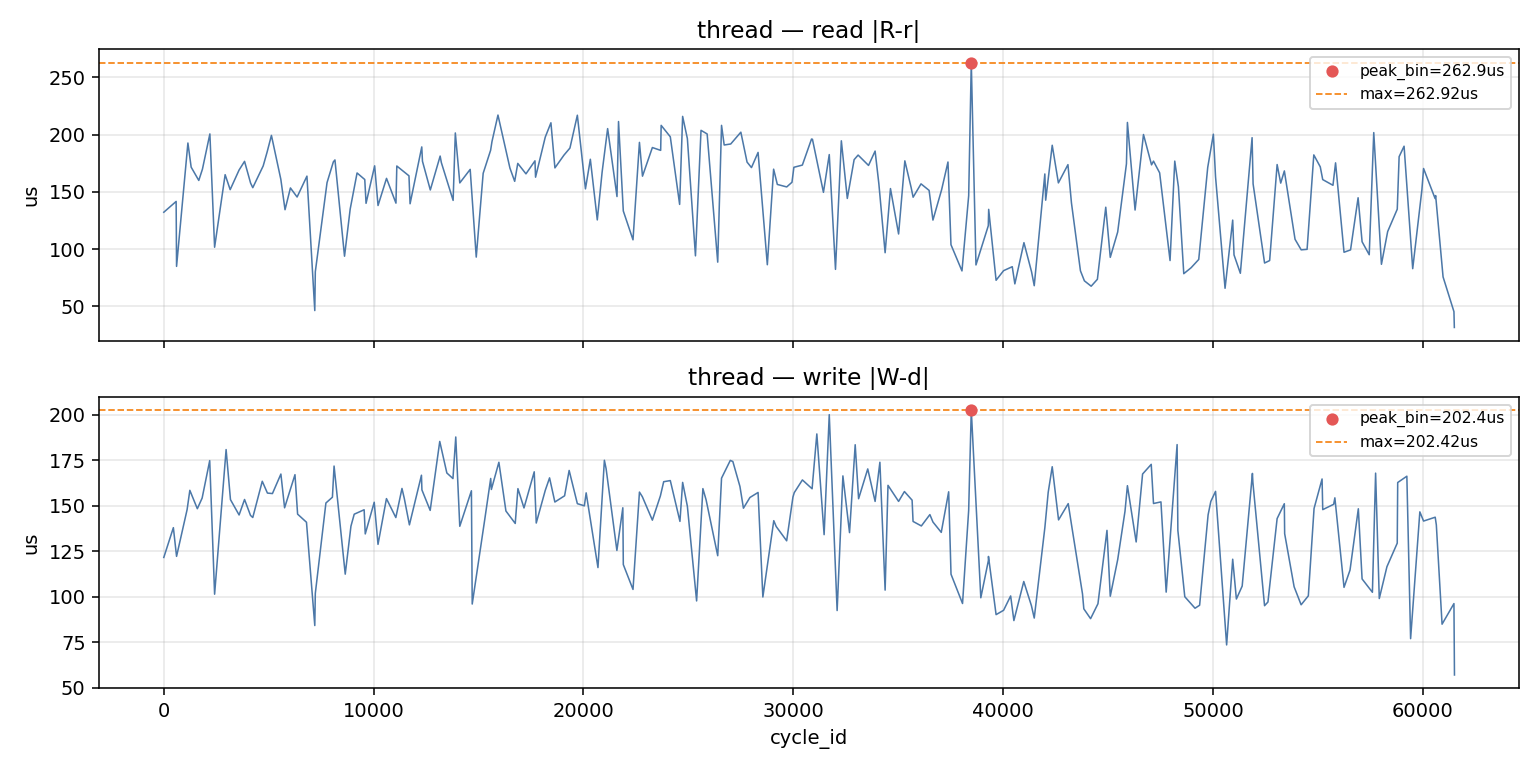 thread — read |R-r|
250
200
150
100
50
us
peak_bin=262.9us
max=262.92us
thread — write |W-d|
200
175
150
125
100
75
50
us
peak_bin=202.4us
max=202.42us
0 10000 20000 30000 40000 50000 60000
cycle_id